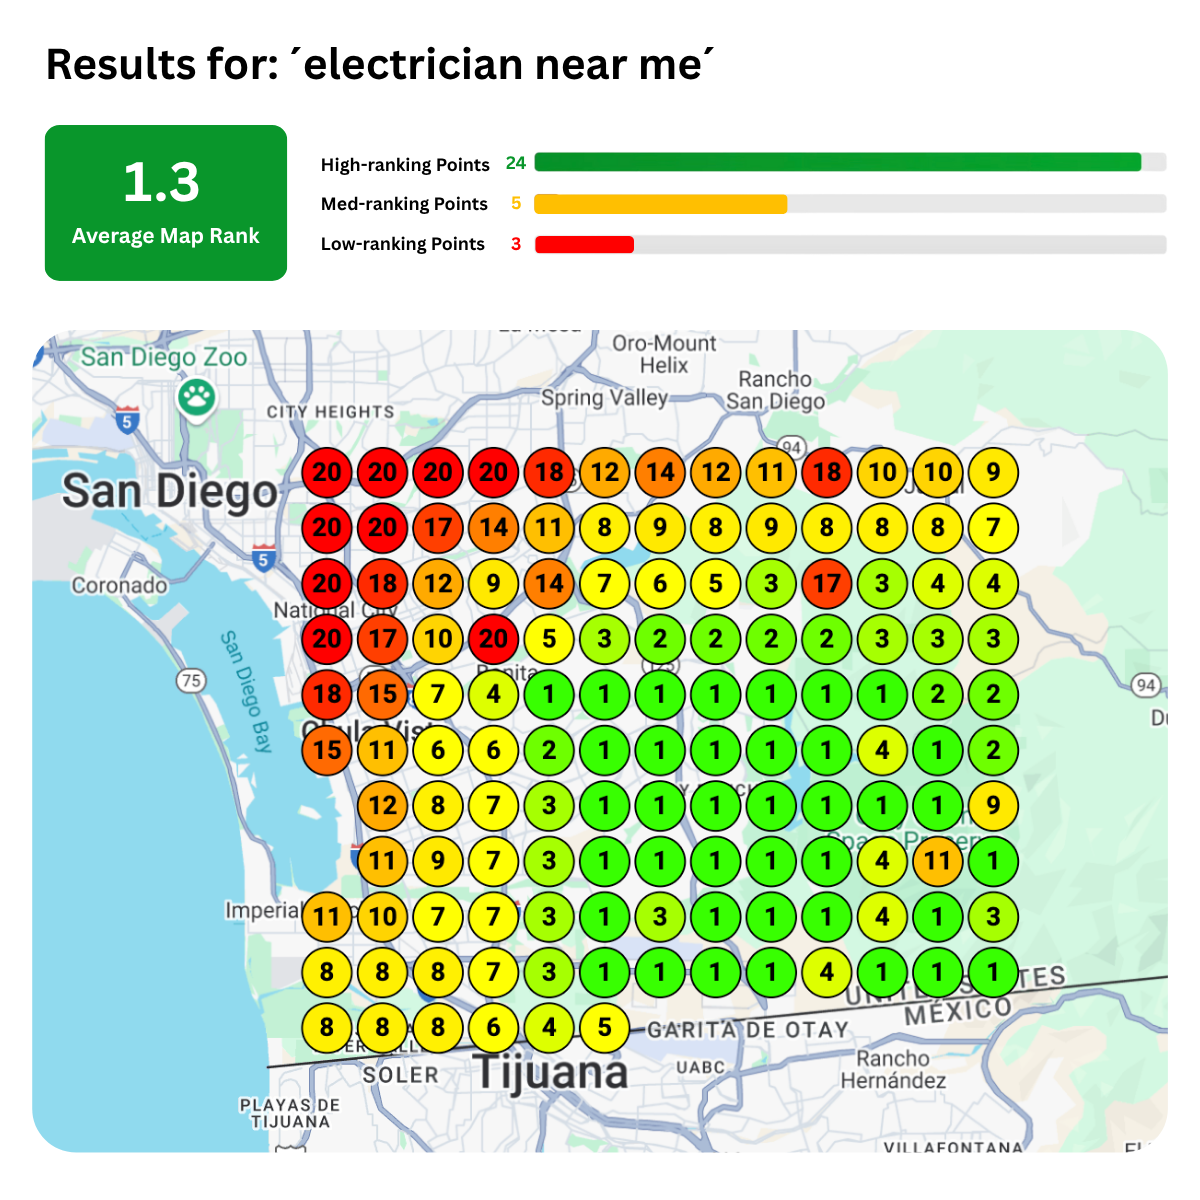 Results for: ´electrician near me´
1.3
Average Map Rank
High-ranking Points 24
Med-ranking Points 5
Low-ranking Points 3
San Diego Zoo
Oro-Mount
Helix
Rancho
San Diego
Spring Valley
CITY HEIGHTS
5
94
San Diego
20 20 20 20 18 12 14 12 11 18 10 10 9
20 20 17 14 11 8 9 8 9 8 8 8 7
5
Coronado
20 18 12 9 14 7 6 5 3 17 3 4 4
National City
20 17 10 20 5 3 2 2 2 2 3 3 3
San Diego Bay
Bonita
125
75
94
18 15 7 4 1 1 1 1 1 1 1 2 2
Chula Vist
15 11 6 6 2 1 1 1 1 1 4 1 2
12 8 7 3 1 1 1 1 1 1 1 9
11 9 7 3 1 1 1 1 1 4 11 1
Imperial
11 10 7 7 3 1 3 1 1 1 4 1 3
8 8 8 7 3 1 1 1 1 4 1 1 1
UNITED STATES
MÉXICO
8 8 8 6 4 5
GARITA DE OTAY
SOLER
Tijuana
UABC
Rancho
Hernández
PLAYAS DE
TIJUANA
VILLAFONTANA